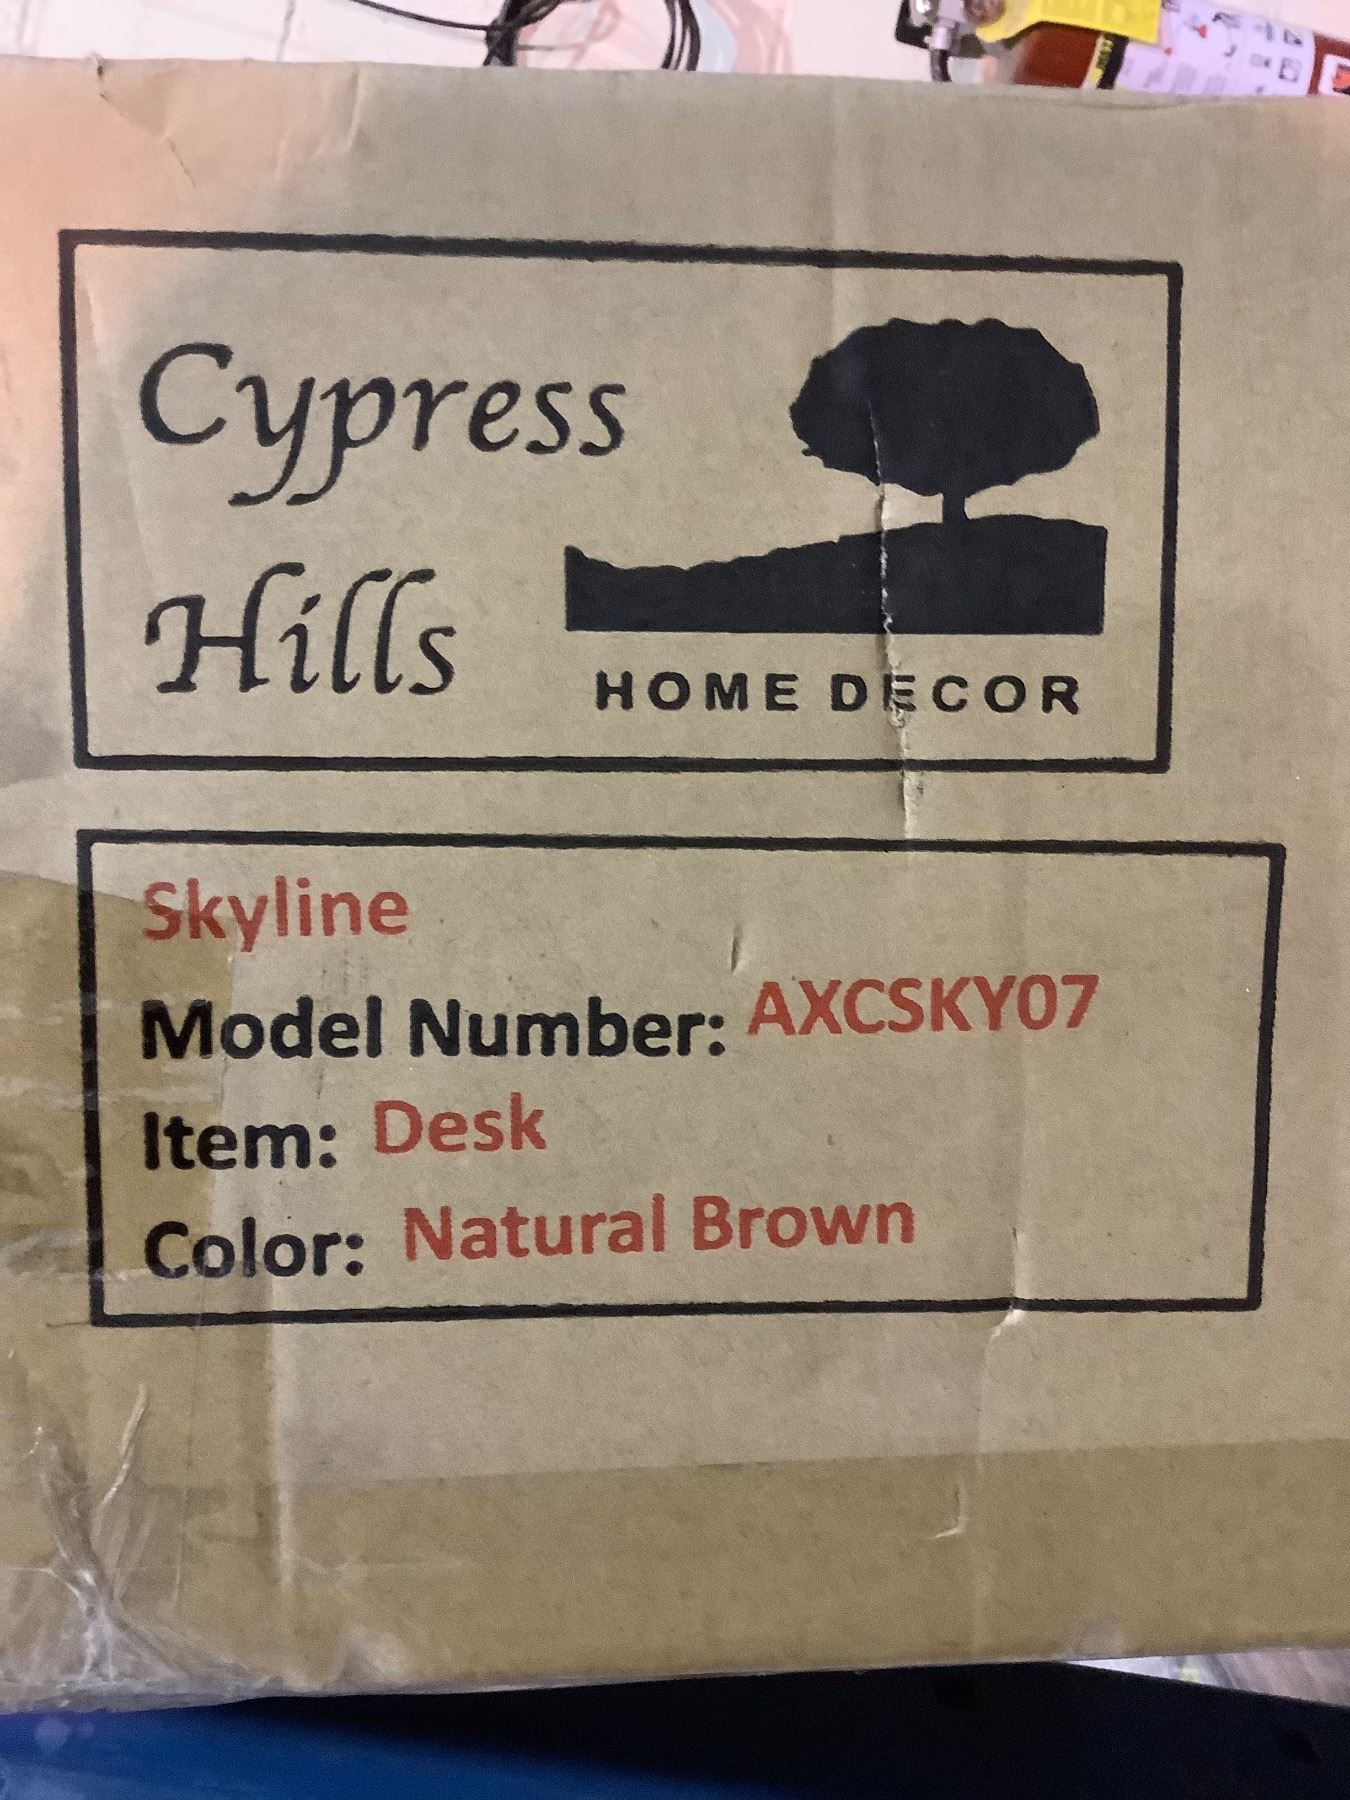 Cypress
Hills
HOME DECOR
Skyline
Model Number: AXCSKY07
Item: Desk
Color: Natural Brown